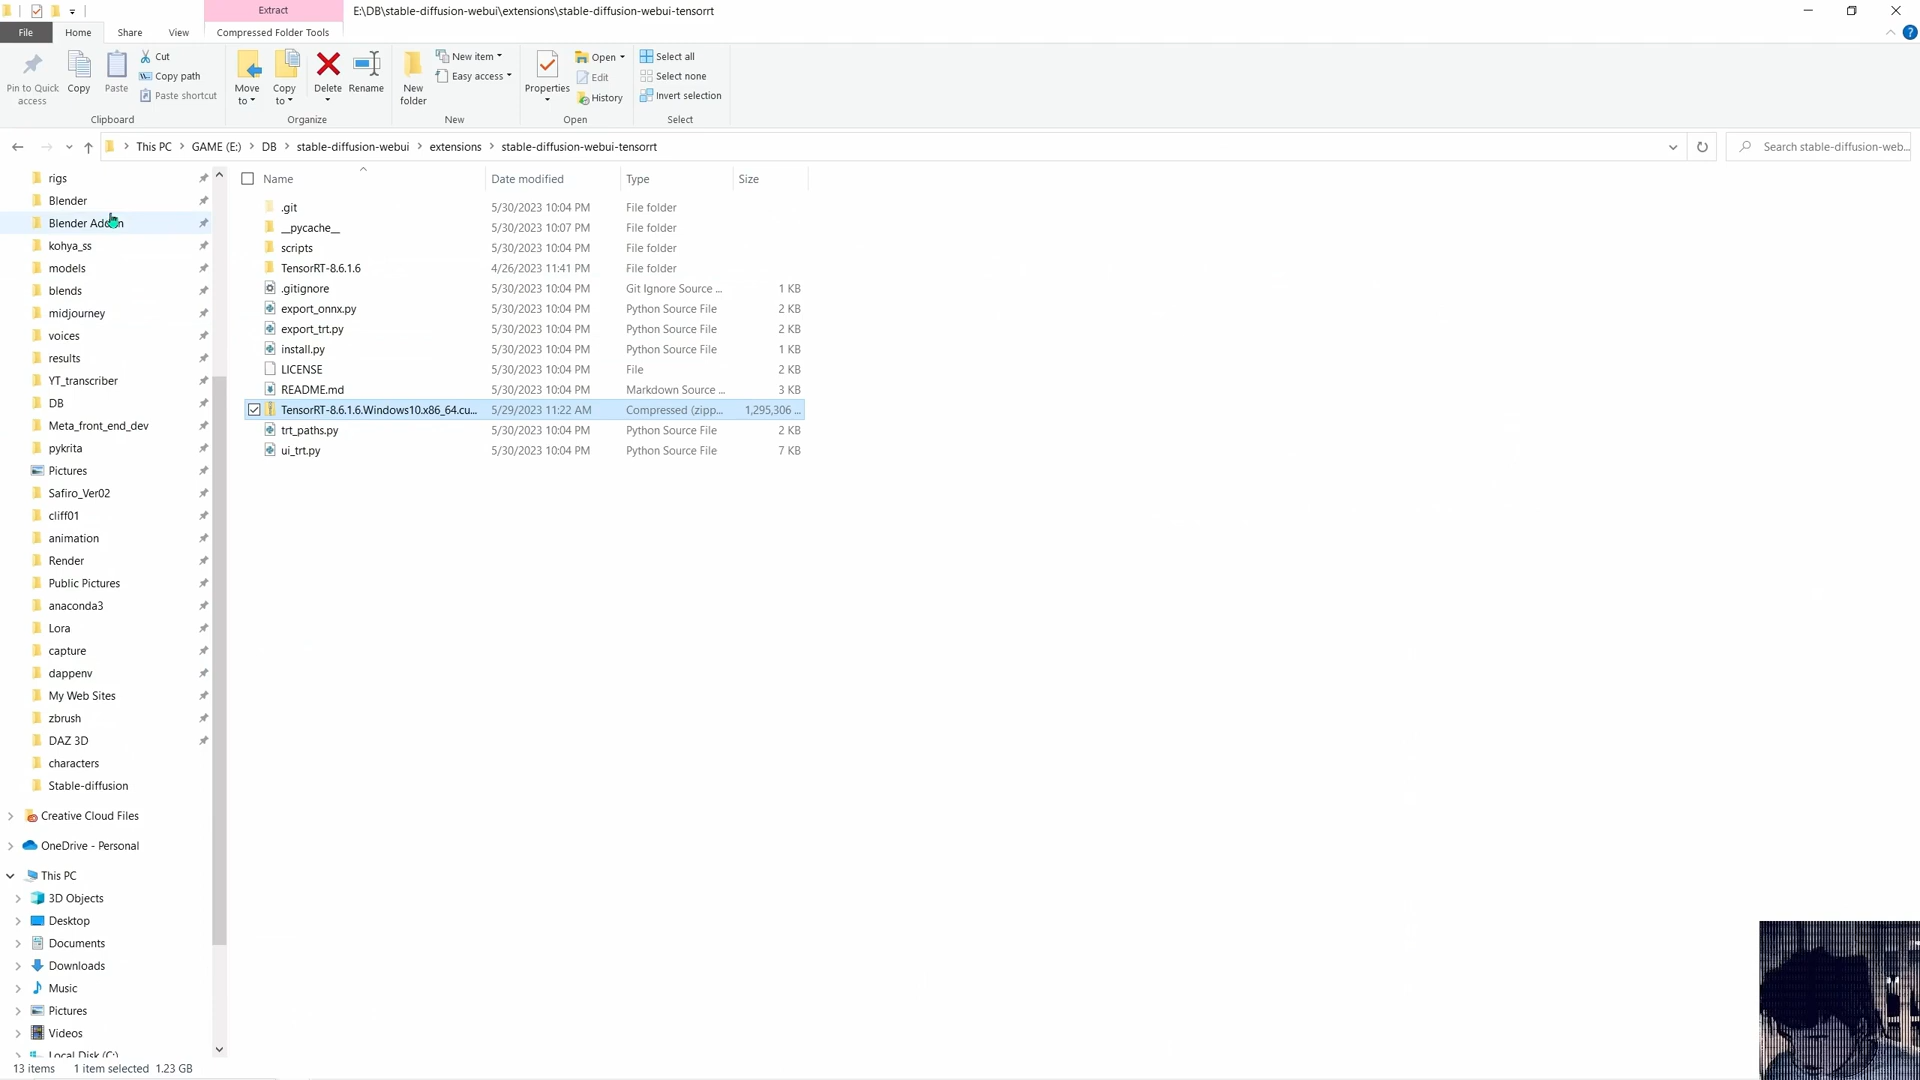 Extract
E:\DB\stable-diffusion-webui\extensions\stable-diffusion-webui-tensorrt
File
Home
Share
View
Compressed Folder Tools
Pin to Quick access
Copy
Paste
Cut
Copy path
Paste shortcut
Clipboard
Move to
Copy to
Delete
Rename
Organize
New folder
New item
Easy access
New
Properties
Open
Edit
History
Open
Select all
Select none
Invert selection
Select
This PC
GAME (E:)
DB
stable-diffusion-webui
extensions
stable-diffusion-webui-tensorrt
Search stable-diffusion-web...
rigs
Blender
kohya_ss
models
blends
midjourney
voices
results
YT_transcriber
DB
Meta_front_end_dev
pykrita
Pictures
Safiro_Ver02
cliff01
animation
Render
Public Pictures
anaconda3
Lora
capture
dappenv
My Web Sites
zbrush
DAZ 3D
characters
Stable-diffusion
Creative Cloud Files
OneDrive - Personal
This PC
3D Objects
Desktop
Documents
Downloads
Music
Pictures
Videos
Local Disk (C:)
Name Date modified Type Size
.git 5/30/2023 10:04 PM File folder
__pycache__ 5/30/2023 10:07 PM File folder
scripts 5/30/2023 10:04 PM File folder
TensorRT-8.6.1.6 4/26/2023 11:41 PM File folder
.gitignore 5/30/2023 10:04 PM Git Ignore Source ... 1 KB
export_onnx.py 5/30/2023 10:04 PM Python Source File 2 KB
export_trt.py 5/30/2023 10:04 PM Python Source File 2 KB
install.py 5/30/2023 10:04 PM Python Source File 1 KB
LICENSE 5/30/2023 10:04 PM File 2 KB
README.md 5/30/2023 10:04 PM Markdown Source ... 3 KB
TensorRT-8.6.1.6.Windows10.x86_64.cu... 5/29/2023 11:22 AM Compressed (zipp... 1,295,306 ...
trt_paths.py 5/30/2023 10:04 PM Python Source File 2 KB
ui_trt.py 5/30/2023 10:04 PM Python Source File 7 KB
13 items 1 item selected 1.23 GB